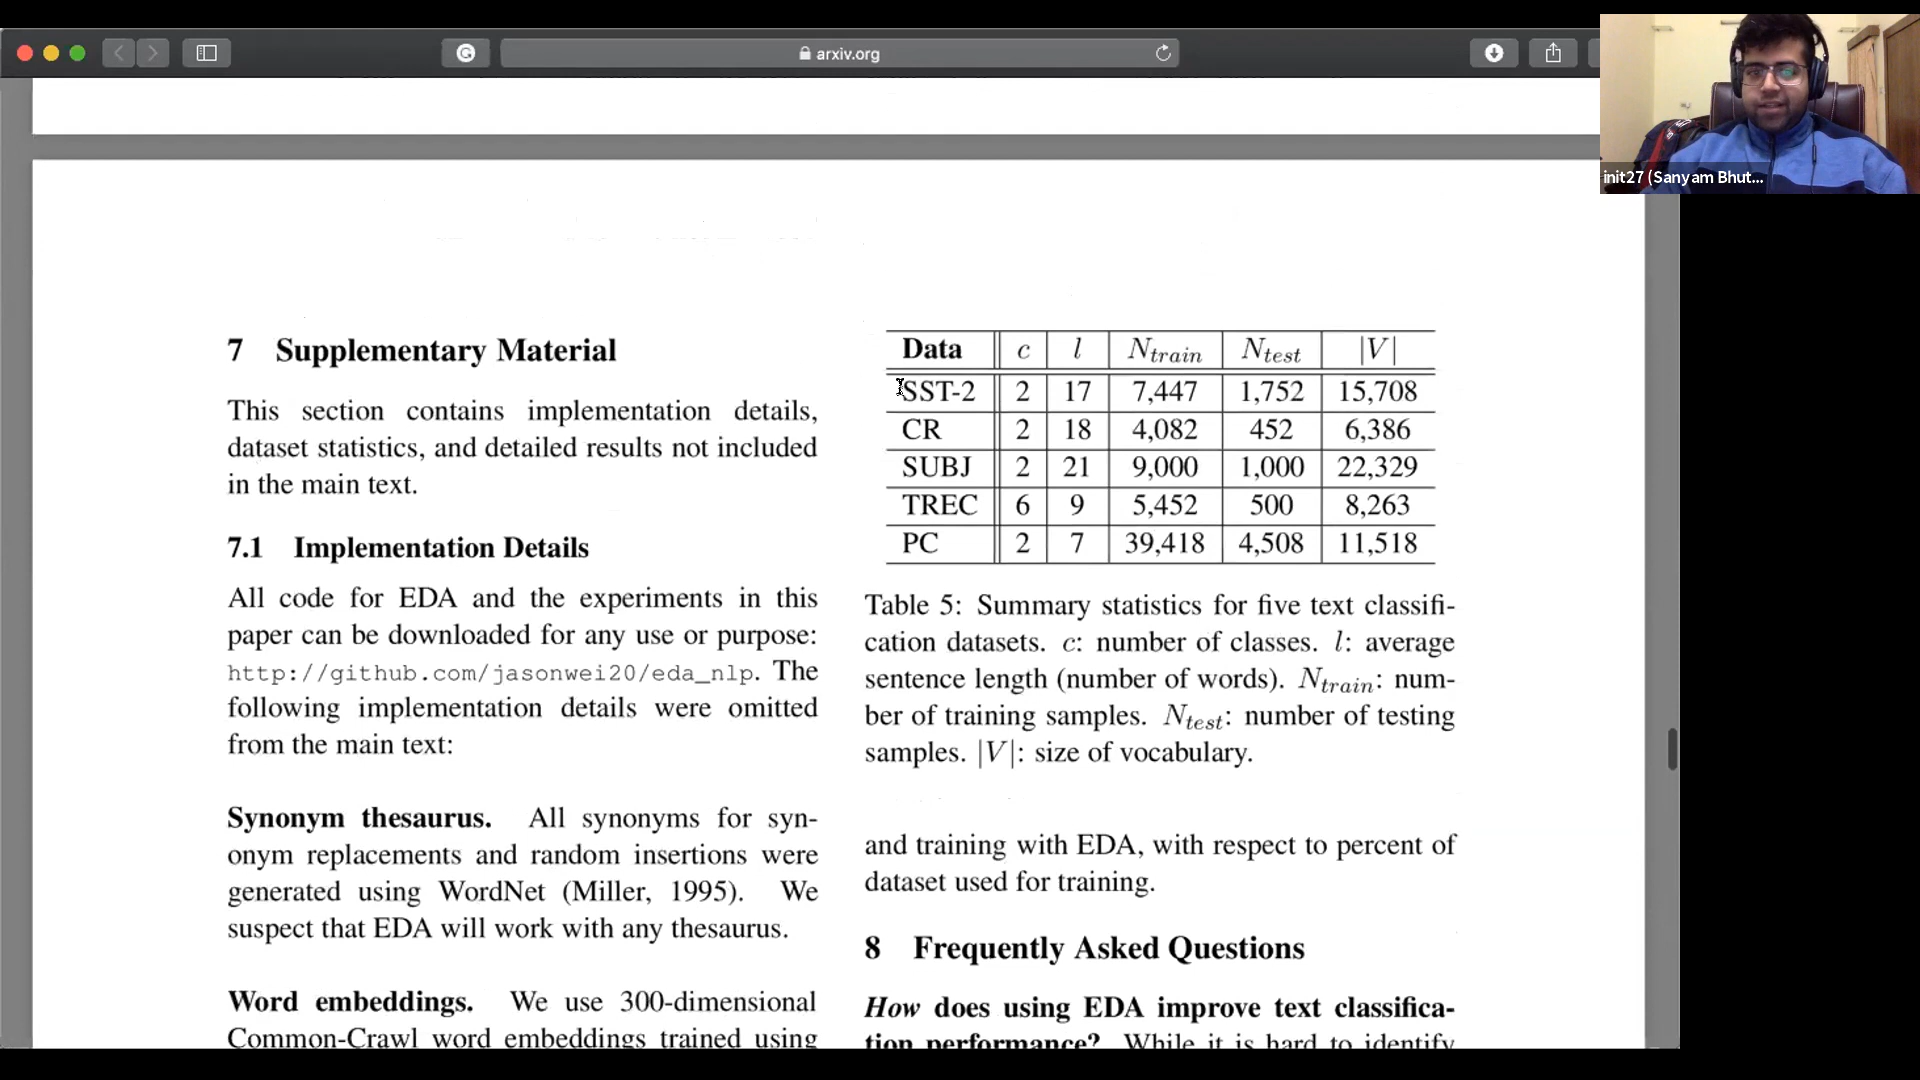 arxiv.org
init27 (Sanyam Bhut...
7 Supplementary Material
This section contains implementation details,
dataset statistics, and detailed results not included
in the main text.
7.1 Implementation Details
All code for EDA and the experiments in this
paper can be downloaded for any use or purpose:
http://github.com/jasonwei20/eda_nlp. The
following implementation details were omitted
from the main text:
Synonym thesaurus. All synonyms for syn-
onym replacements and random insertions were
generated using WordNet (Miller, 1995). We
suspect that EDA will work with any thesaurus.
Word embeddings. We use 300-dimensional
Common-Crawl word embeddings trained using
Data c l N_train N_test |V|
SST-2 2 17 7,447 1,752 15,708
CR 2 18 4,082 452 6,386
SUBJ 2 21 9,000 1,000 22,329
TREC 6 9 5,452 500 8,263
PC 2 7 39,418 4,508 11,518
Table 5: Summary statistics for five text classifi-
cation datasets. c: number of classes. l: average
sentence length (number of words). N_train: num-
ber of training samples. N_test: number of testing
samples. |V|: size of vocabulary.
and training with EDA, with respect to percent of
dataset used for training.
8 Frequently Asked Questions
How does using EDA improve text classifica-
tion performance? While it is hard to identify